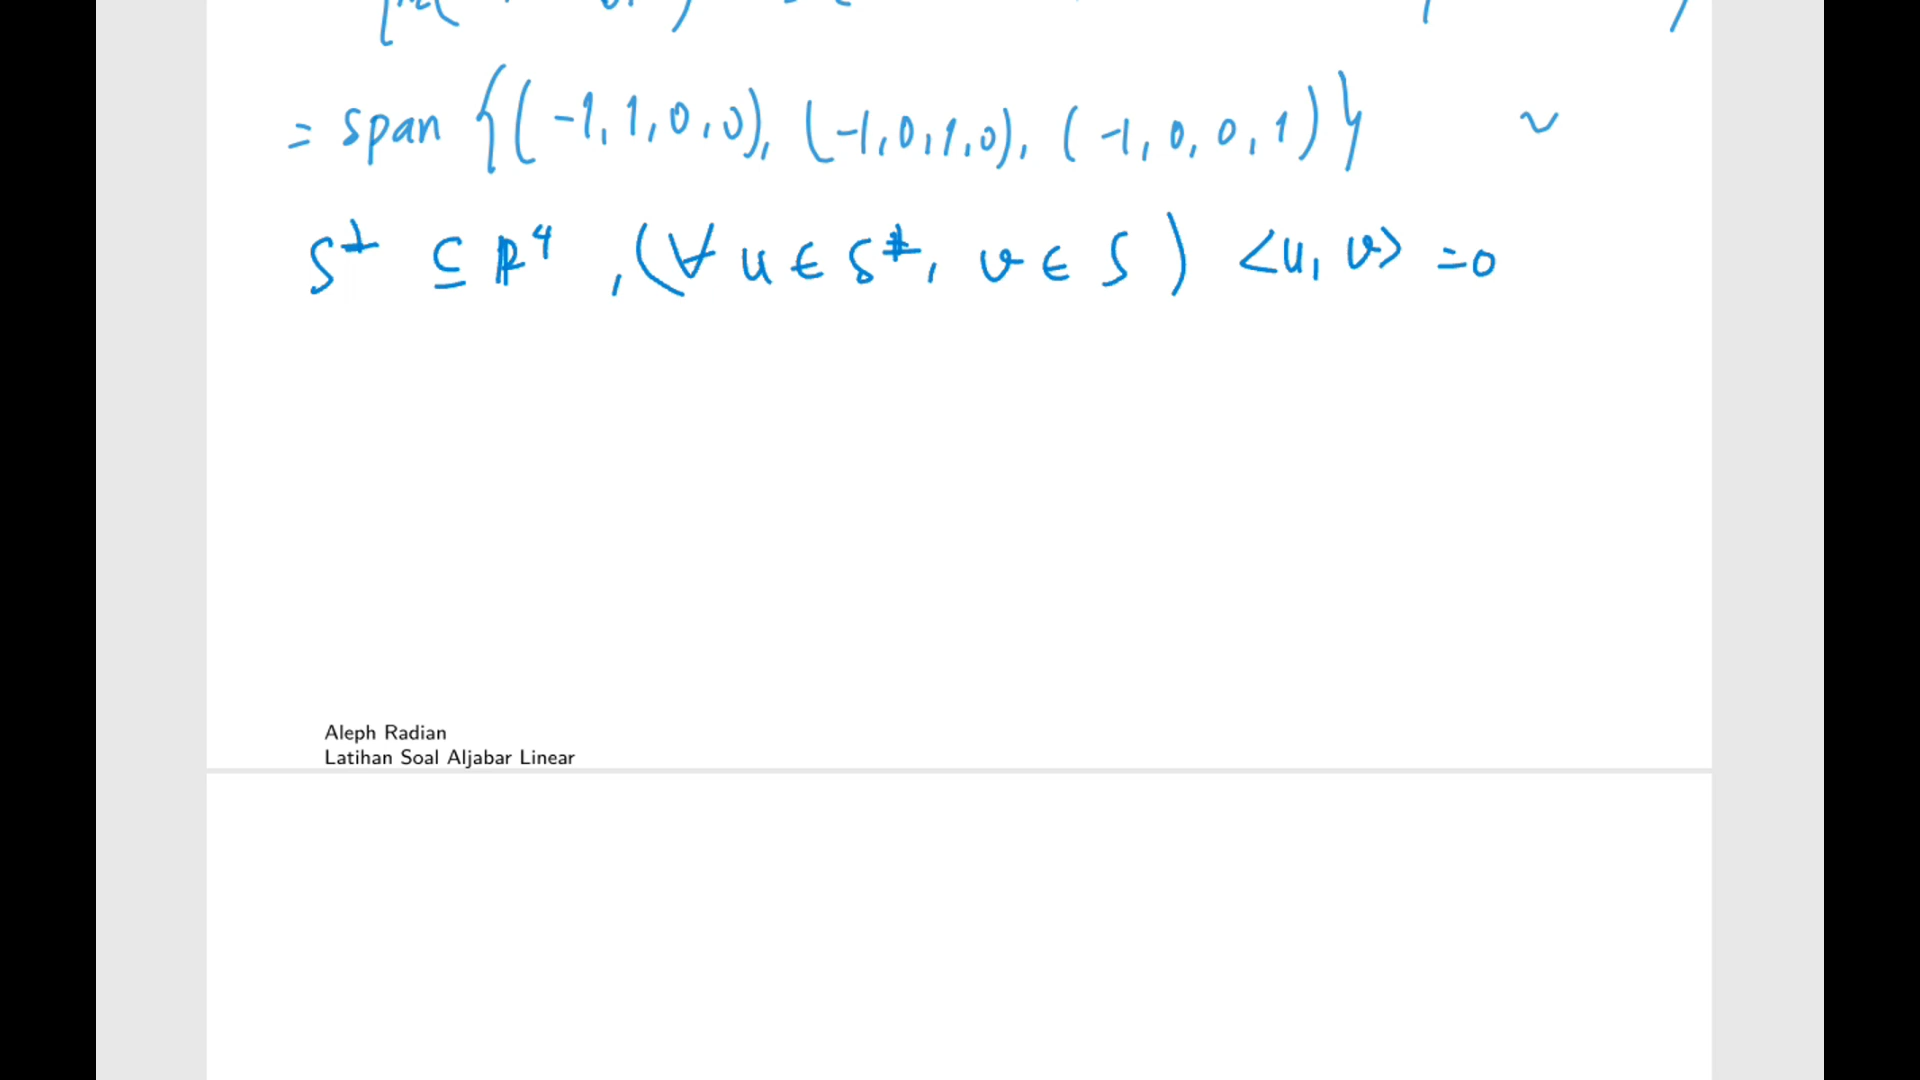 = span {(-1,1,0,0), (-1,0,1,0), (-1,0,0,1)} ~
S^⊥ ⊆ ℝ^4, (∀ u ∈ S^⊥, v ∈ S) <u, v> = 0
Aleph Radian
Latihan Soal Aljabar Linear